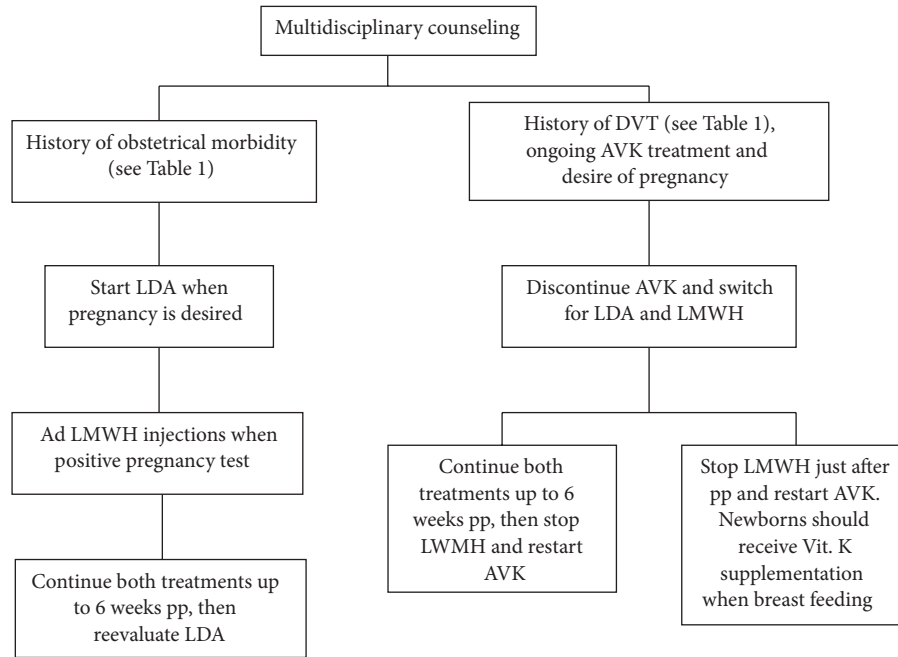 Multidisciplinary counseling
History of obstetrical morbidity
(see Table 1)
Start LDA when
pregnancy is desired
Ad LMWH injections when
positive pregnancy test
Continue both treatments up
to 6 weeks pp, then
reevaluate LDA
History of DVT (see Table 1),
ongoing AVK treatment and
desire of pregnancy
Discontinue AVK and switch
for LDA and LMWH
Continue both
treatments up to 6
weeks pp, then stop
LWMH and restart
AVK
Stop LMWH just after
pp and restart AVK.
Newborns should
receive Vit. K
supplementation
when breast feeding